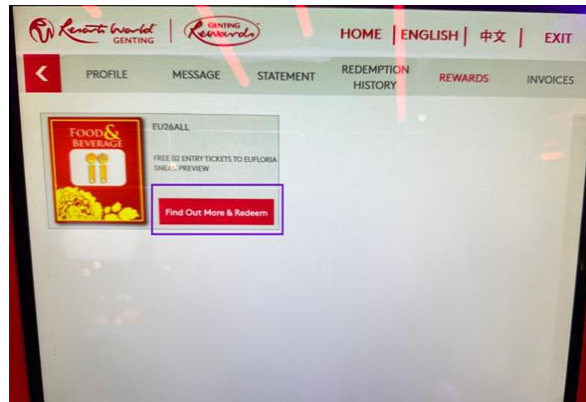 Resorts World
GENTING
GENTING
Rewards
HOME | ENGLISH | 中文 | EXIT
PROFILE MESSAGE STATEMENT REDEMPTION HISTORY REWARDS INVOICES
FOOD &
BEVERAGE
EU26ALL
FREE 02 ENTRY TICKETS TO EUFLORIA
SNEAK PREVIEW
Find Out More & Redeem